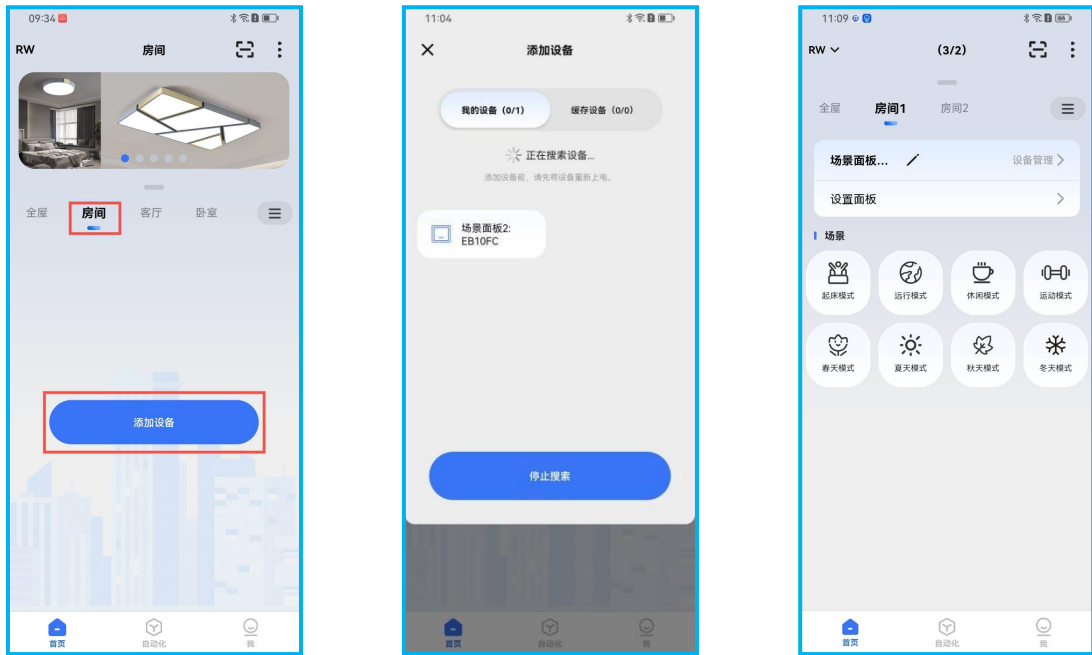 09:34
RW
房间
全屋
房间
客厅
卧室
添加设备
首页
自动化
我
11:04
添加设备
我的设备（0/1）
缓存设备（0/0）
正在搜索设备...
添加设备前，请先将设备重新上电。
场景面板2:
EB10FC
停止搜索
首页
自动化
我
11:09
RW
(3/2)
全屋
房间1
房间2
场景面板...
设备管理
设置面板
场景
起床模式
远行模式
休闲模式
运动模式
春天模式
夏天模式
秋天模式
冬天模式
首页
自动化
我